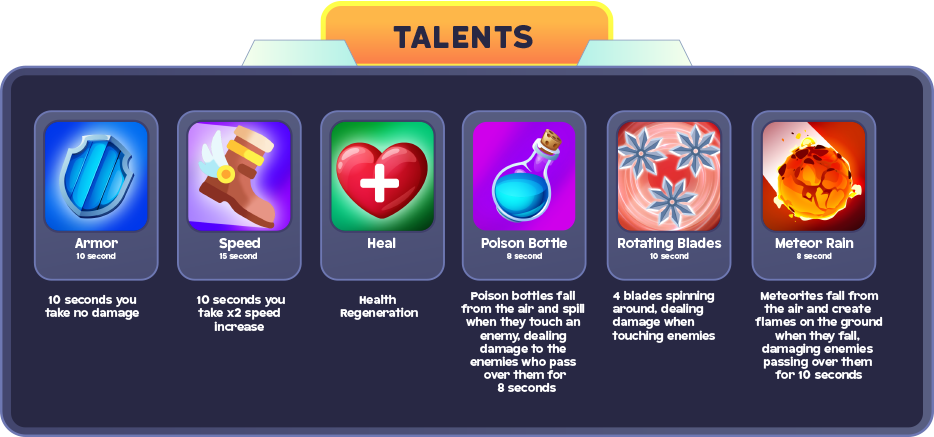 TALENTS
Armor
10 second
10 seconds you
take no damage
Speed
15 second
10 seconds you
take x2 speed
increase
Heal
Health
Regeneration
Poison Bottle
8 second
Poison bottles fall
from the air and spill
when they touch an
enemy, dealing
damage to the
enemies who pass
over them for
8 seconds
Rotating Blades
10 second
4 blades spinning
around, dealing
damage when
touching enemies
Meteor Rain
8 second
Meteorites fall from
the air and create
flames on the ground
when they fall,
damaging enemies
passing over them
for 10 seconds